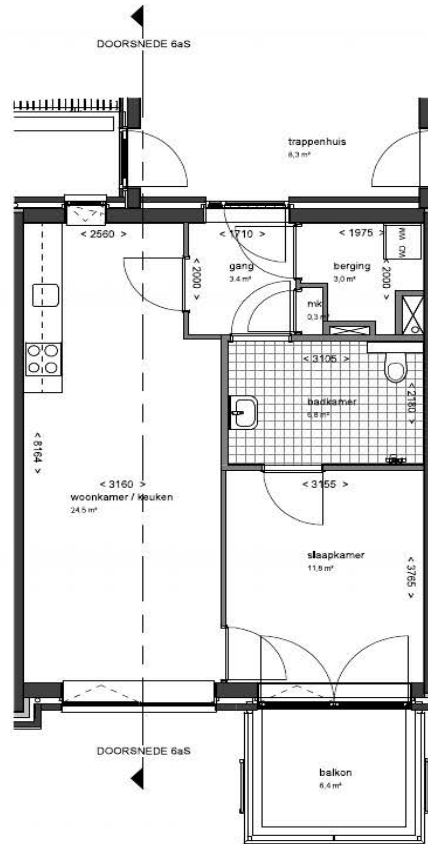 DOORSNEDE 6aS
trappenhuis
8,3 m²
< 2560 >
< 1710 >
< 1975 >
WM WD
gang
3,4 m²
< 2000 >
berging
3,0 m²
< 2000 >
mk
0,3 m²
< 3105 >
badkamer
6,8 m²
< 2180 >
< 8164 >
< 3160 >
woonkamer / keuken
24,5 m²
< 3155 >
slaapkamer
11,8 m²
< 3765 >
DOORSNEDE 6aS
balkon
6,4 m²